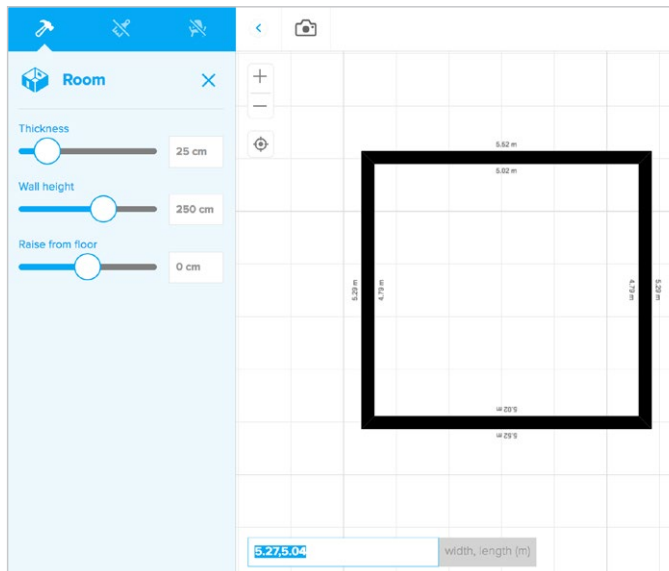 Room
Thickness
25 cm
Wall height
250 cm
Raise from floor
0 cm
5.52 m
5.02 m
5.29 m
4.79 m
4.79 m
5.29 m
5.02 m
5.52 m
5.27,5.04
width, length (m)